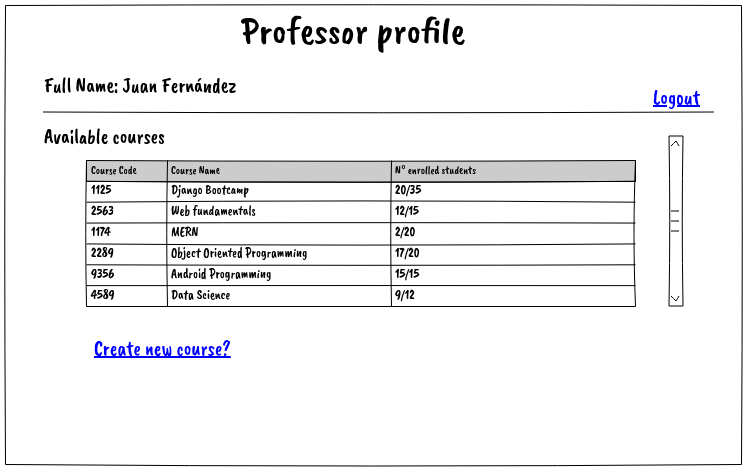 Professor profile
Full Name: Juan Fernández
Logout
Available courses
Course Code Course Name N° enrolled students
1125 Django Bootcamp 20/35
2563 Web fundamentals 12/15
1174 MERN 2/20
2289 Object Oriented Programming 17/20
9356 Android Programming 15/15
4589 Data Science 9/12
Create new course?